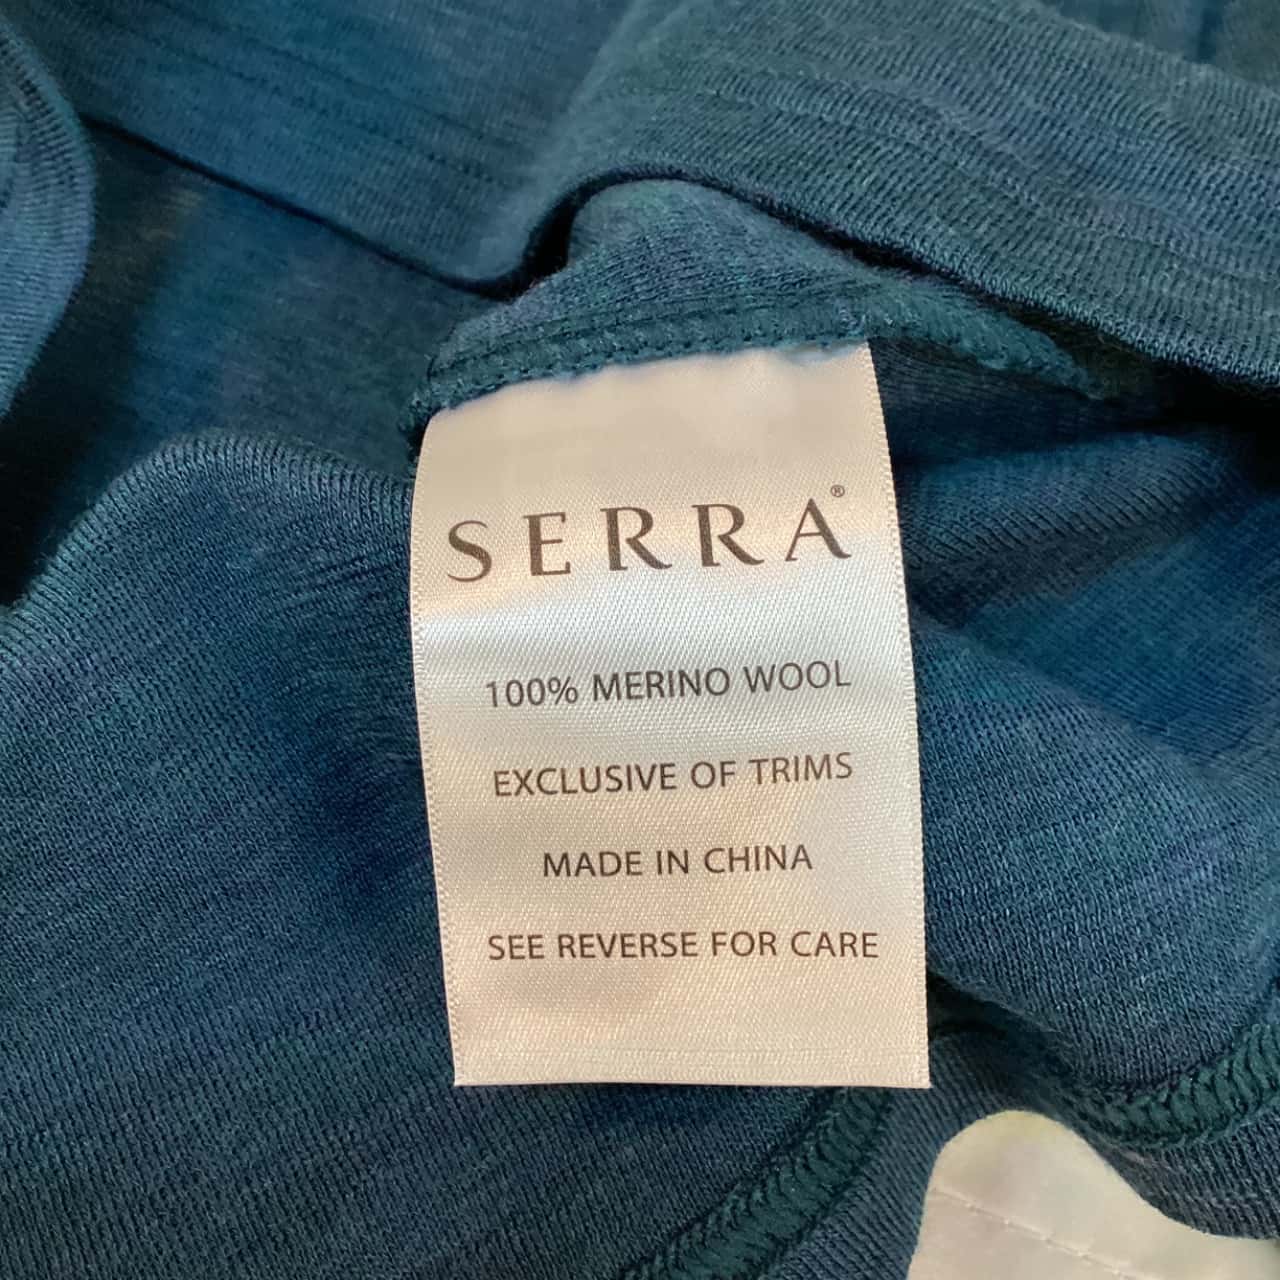 SERRA®
100% MERINO WOOL
EXCLUSIVE OF TRIMS
MADE IN CHINA
SEE REVERSE FOR CARE